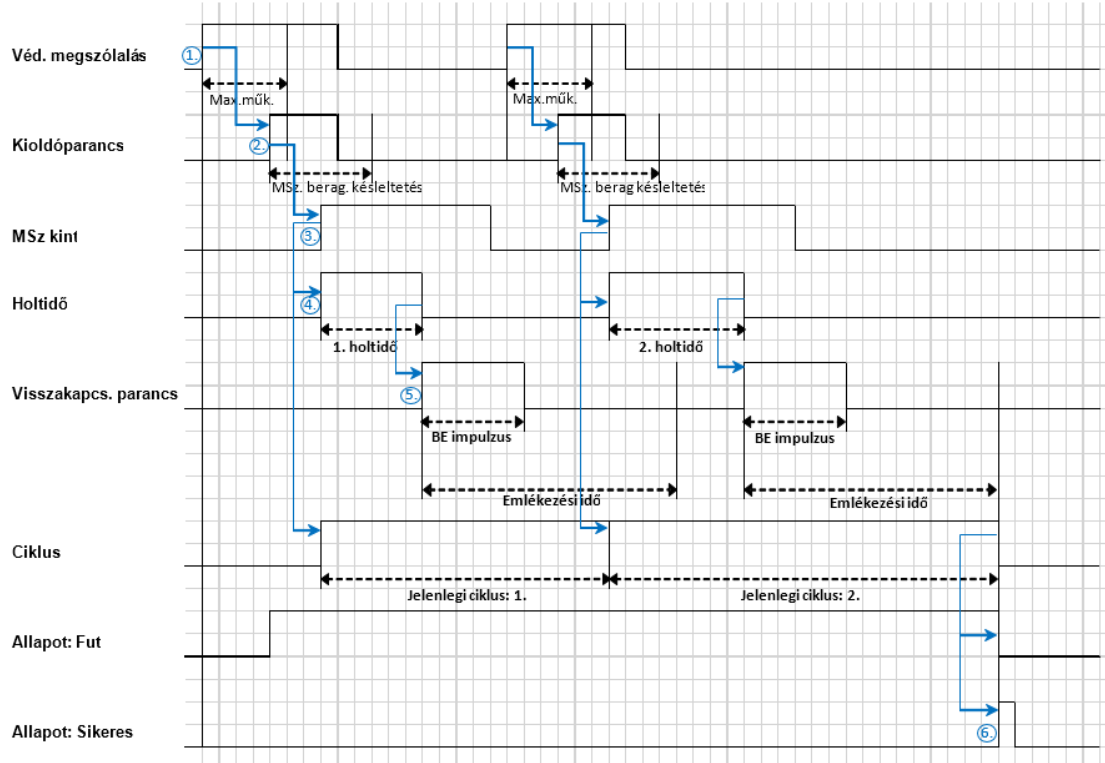 Véd. megszólalás
1.
Max.műk.
Max.műk.
Kioldóparancs
2.
MSz. berag. késleltetés
MSz. berag késleltetés
MSz kint
3.
Holtidő
4.
1. holtidő
2. holtidő
Visszakapcs. parancs
5.
BE impulzus
BE impulzus
Emlékezési idő
Emlékezési idő
Ciklus
Jelenlegi ciklus: 1.
Jelenlegi ciklus: 2.
Allapot: Fut
Allapot: Sikeres
6.